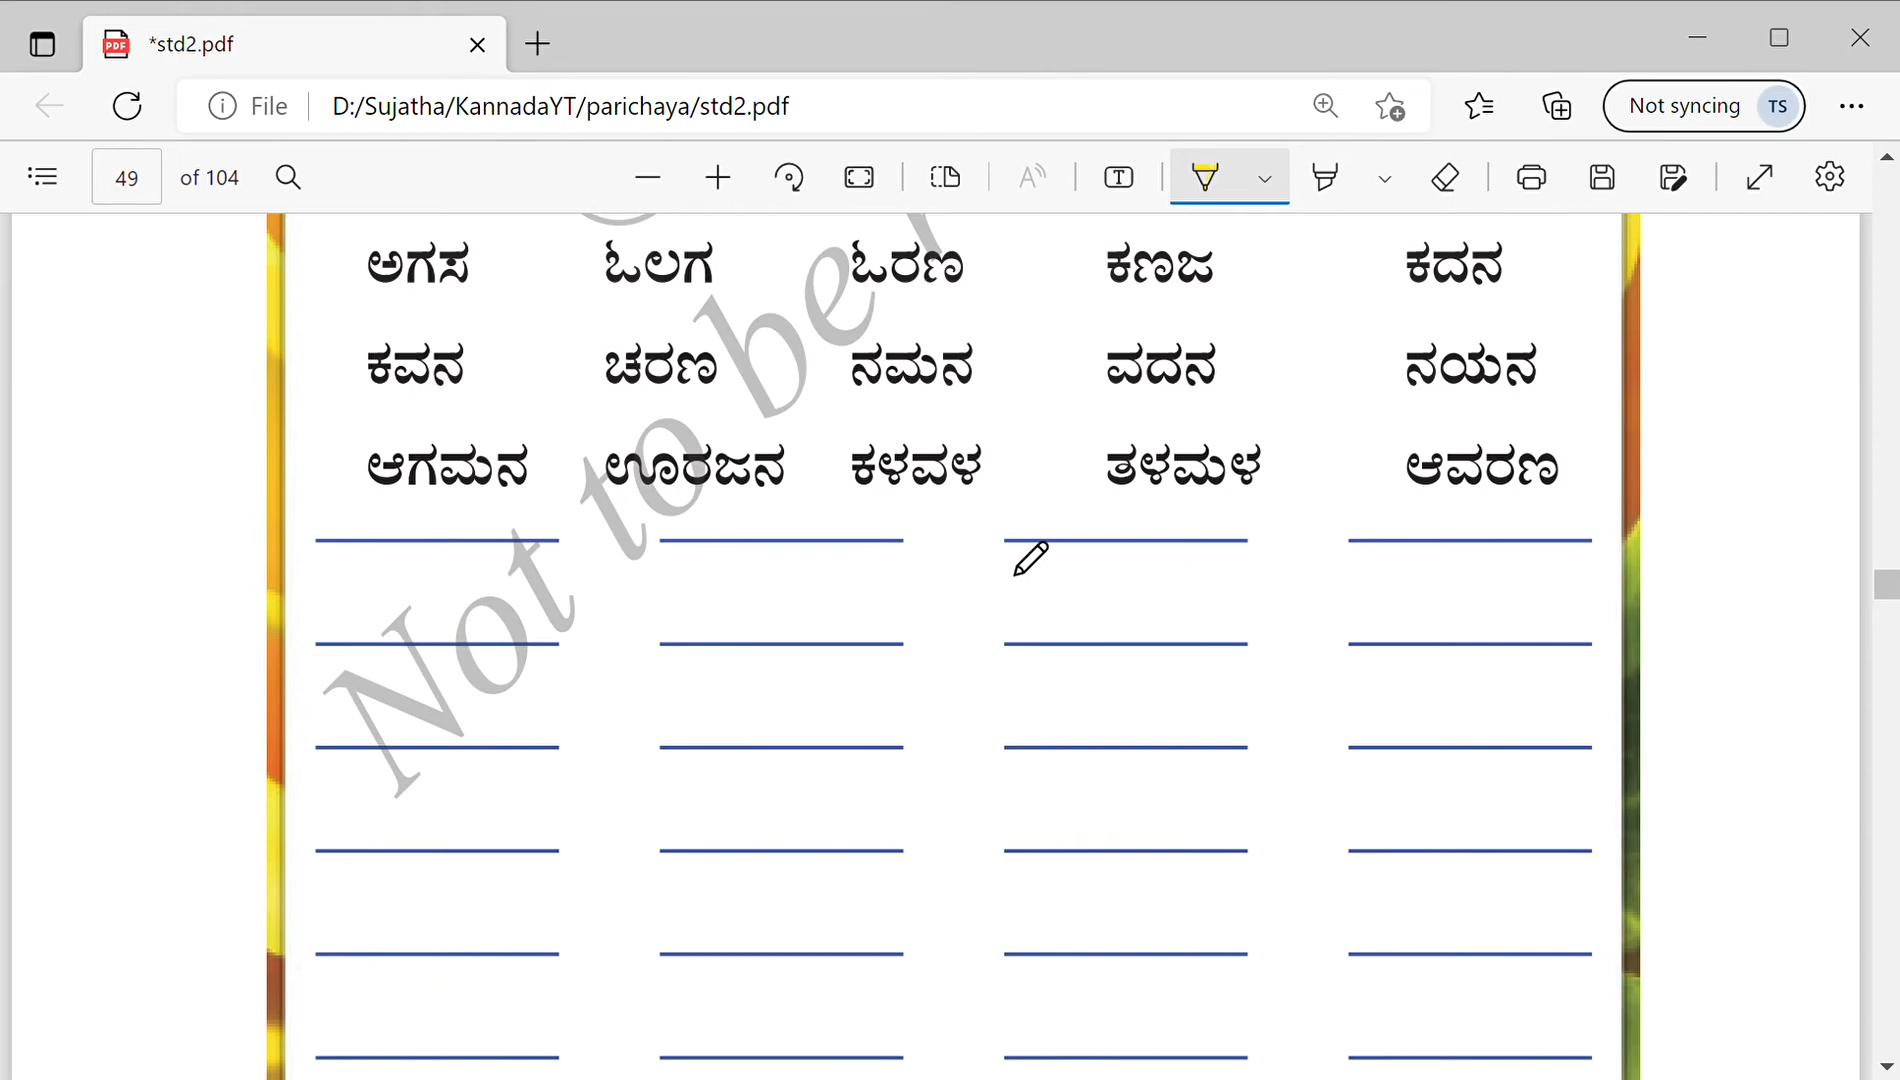 *std2.pdf
File D:/Sujatha/KannadaYT/parichaya/std2.pdf Not syncing TS
49 of 104
ಅಗಸ ಓಲಗ ಓರಣ ಕಣಜ ಕದನ
ಕವನ ಚರಣ ನಮನ ವದನ ನಯನ
ಆಗಮನ ಊರಜನ ಕಳವಳ ತಳಮಳ ಆವರಣ
Not to be